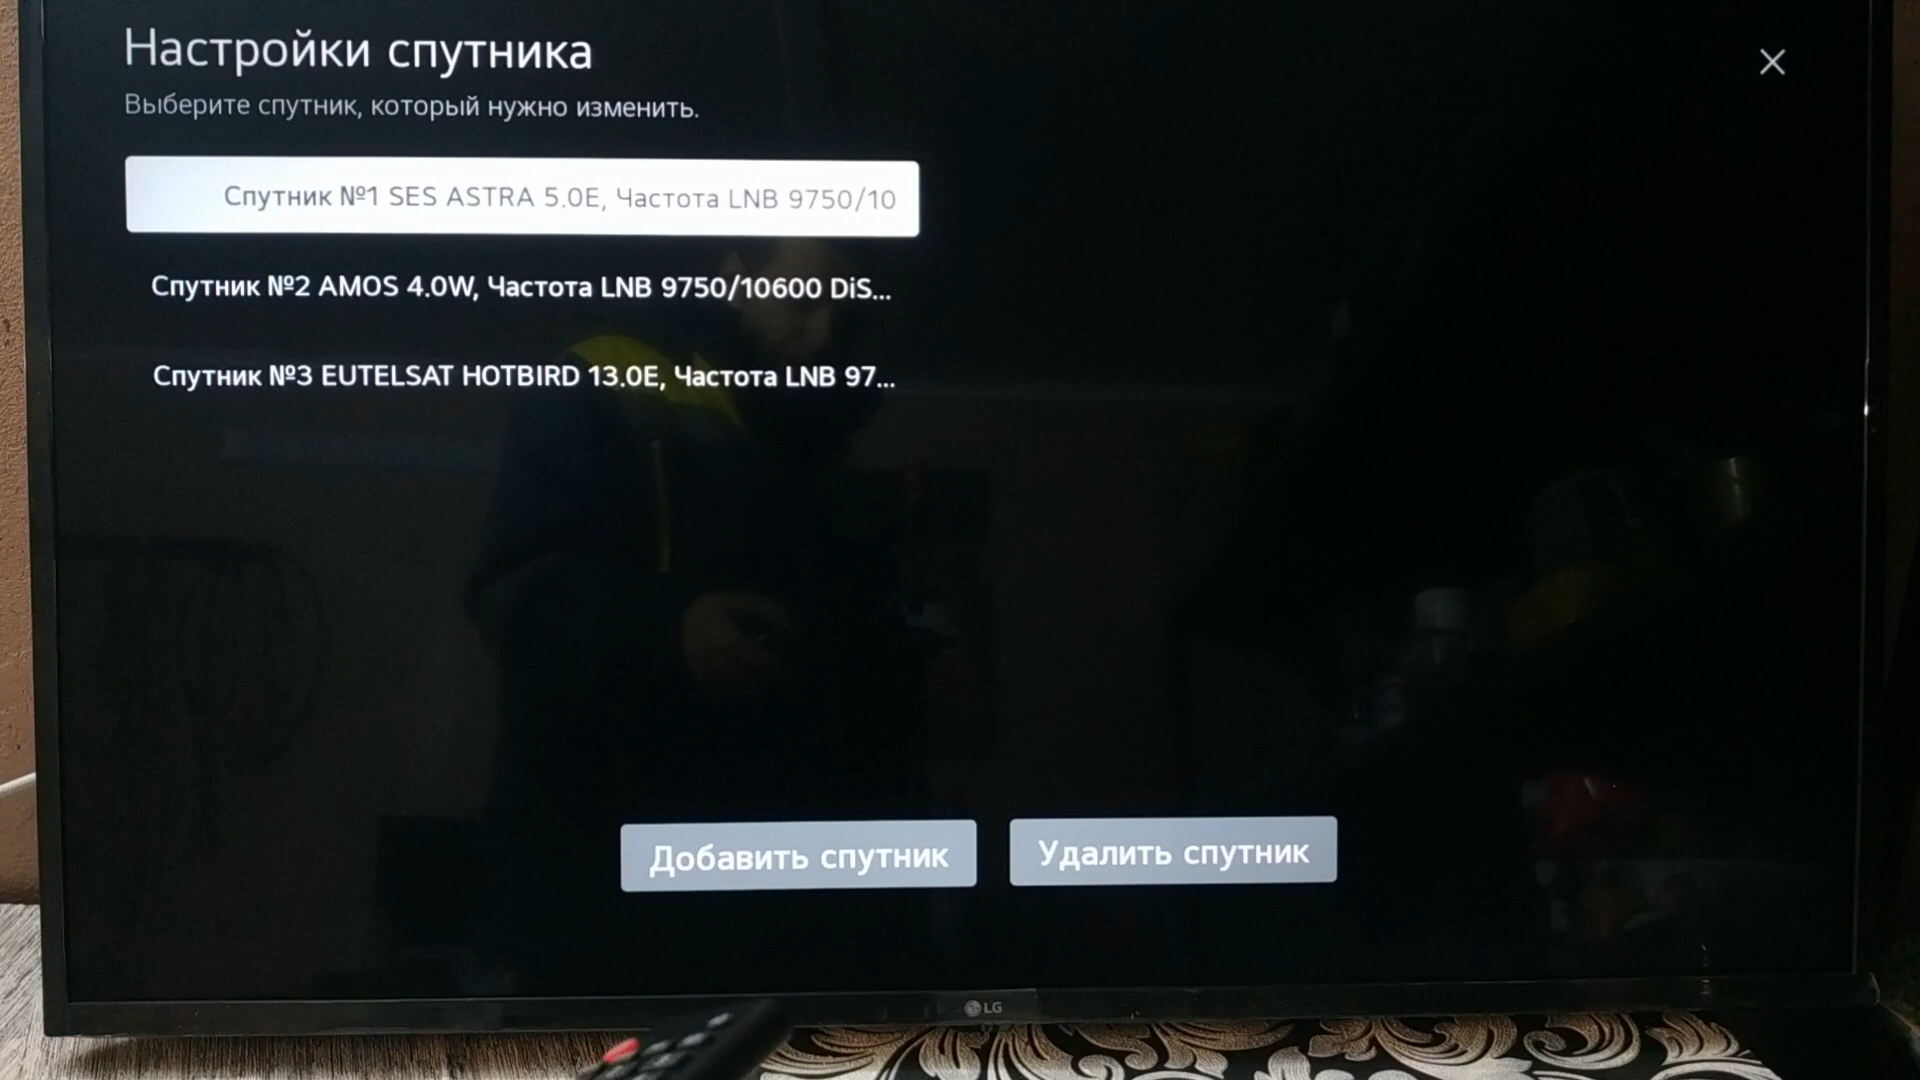 Настройки спутника
Выберите спутник, который нужно изменить.
Спутник №1 SES ASTRA 5.0E, Частота LNB 9750/10
Спутник №2 AMOS 4.0W, Частота LNB 9750/10600 DiS...
Спутник №3 EUTELSAT HOTBIRD 13.0E, Частота LNB 97...
Добавить спутник
Удалить спутник
LG